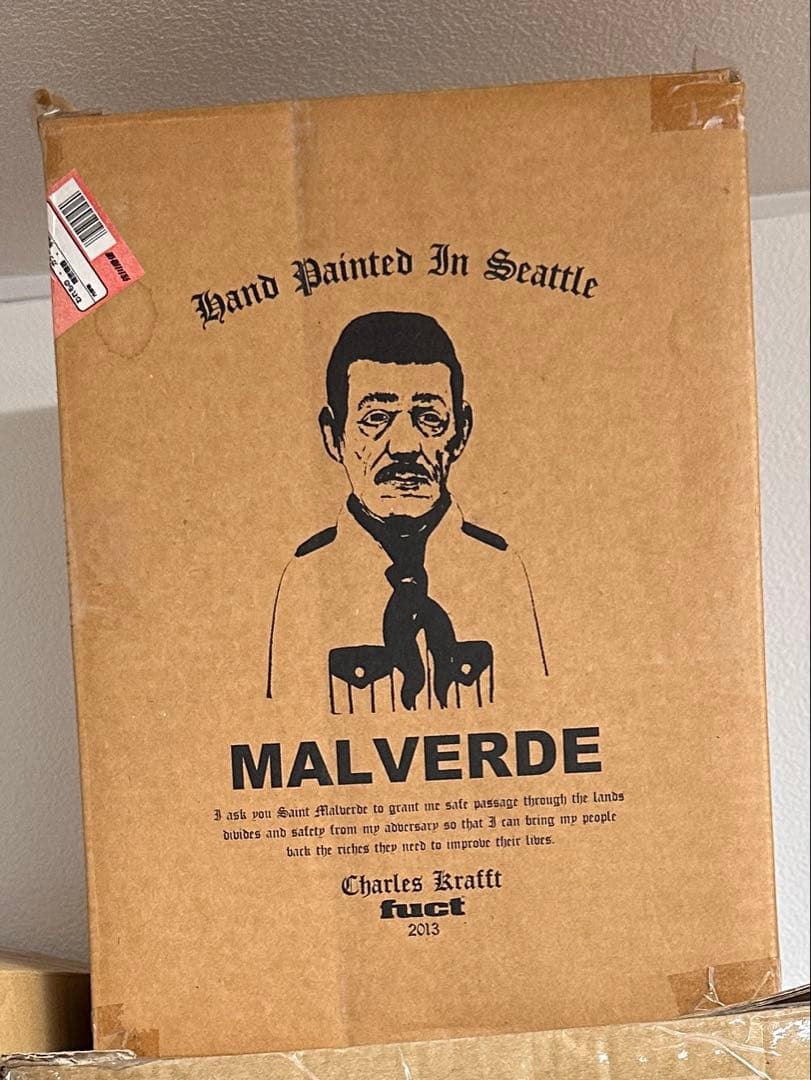 Hand Painted In Seattle
MALVERDE
I ask you Saint Malverde to grant me safe passage through the lands
divides and safety from my adversary so that I can bring my people
back the riches they need to improve their lives.
Charles Krafft
fuct
2013